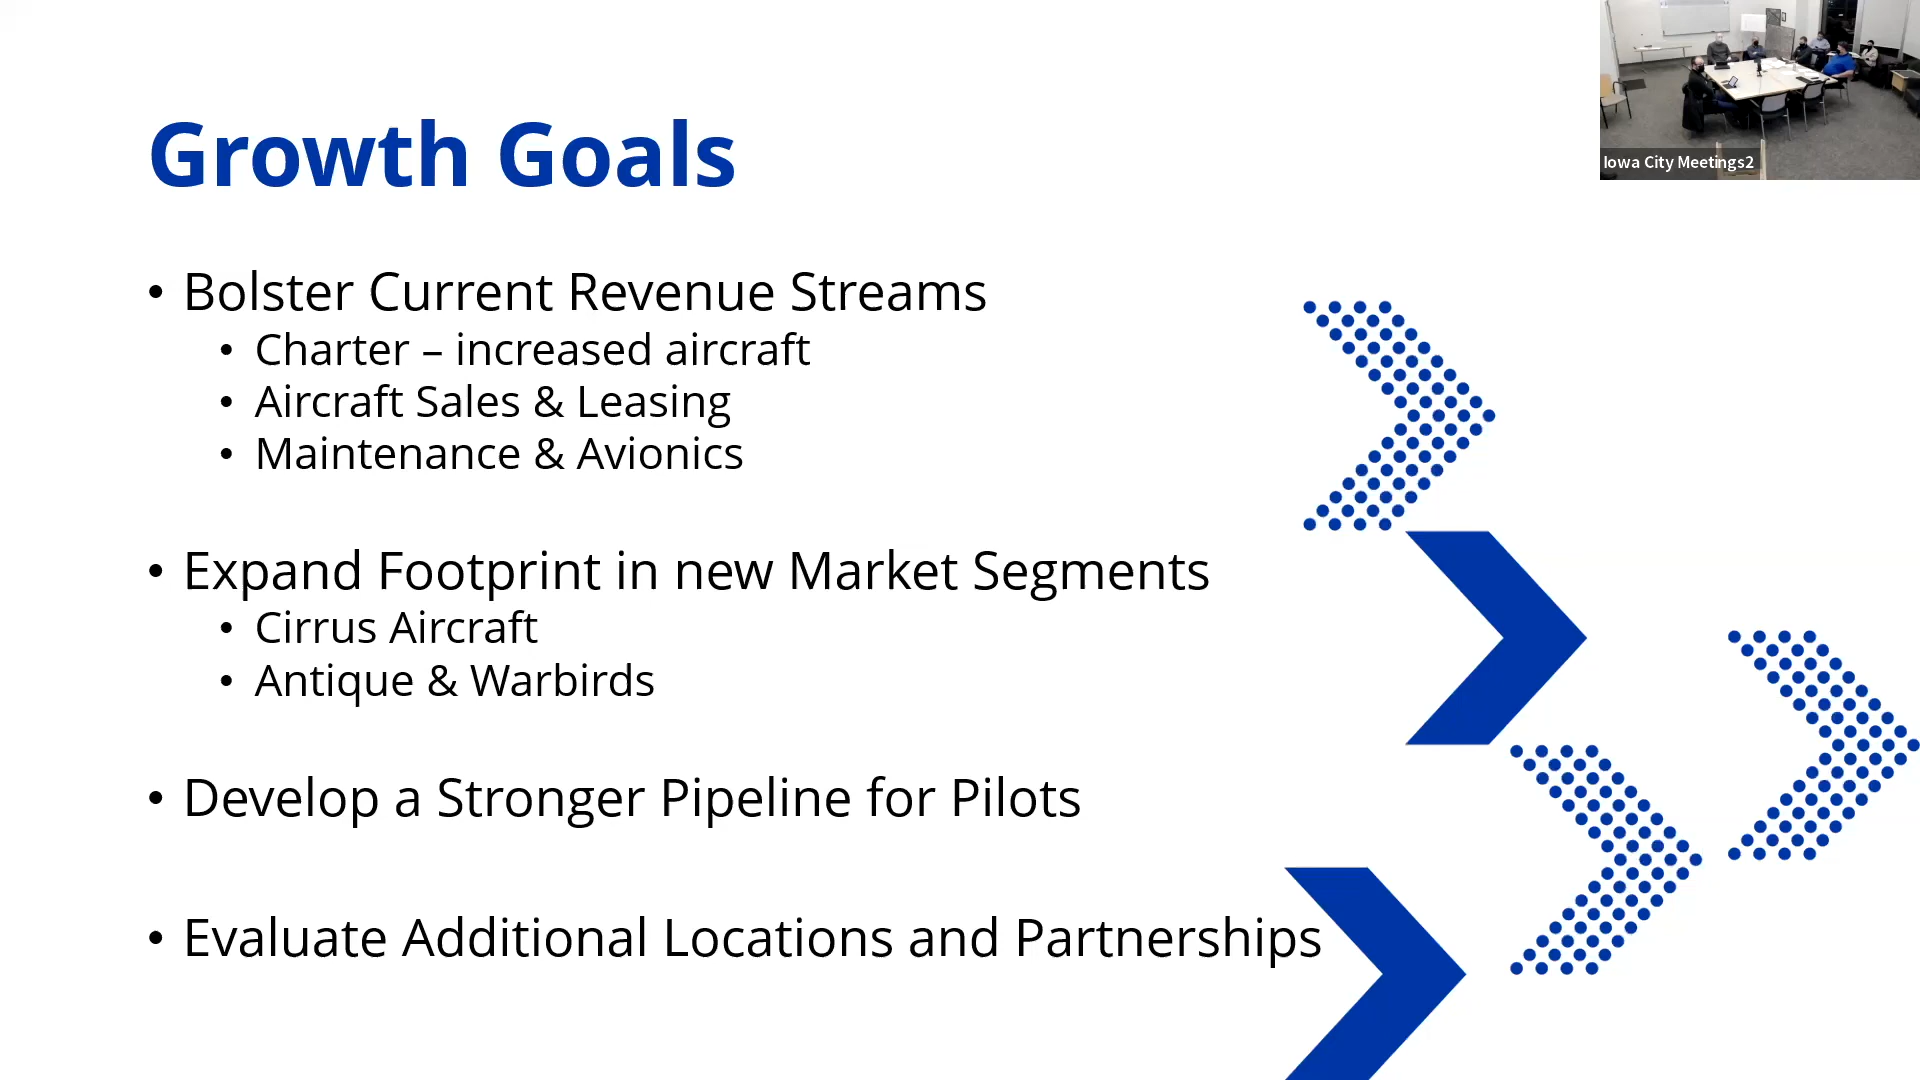 Growth Goals
Iowa City Meetings2
• Bolster Current Revenue Streams
• Charter – increased aircraft
• Aircraft Sales & Leasing
• Maintenance & Avionics
• Expand Footprint in new Market Segments
• Cirrus Aircraft
• Antique & Warbirds
• Develop a Stronger Pipeline for Pilots
• Evaluate Additional Locations and Partnerships